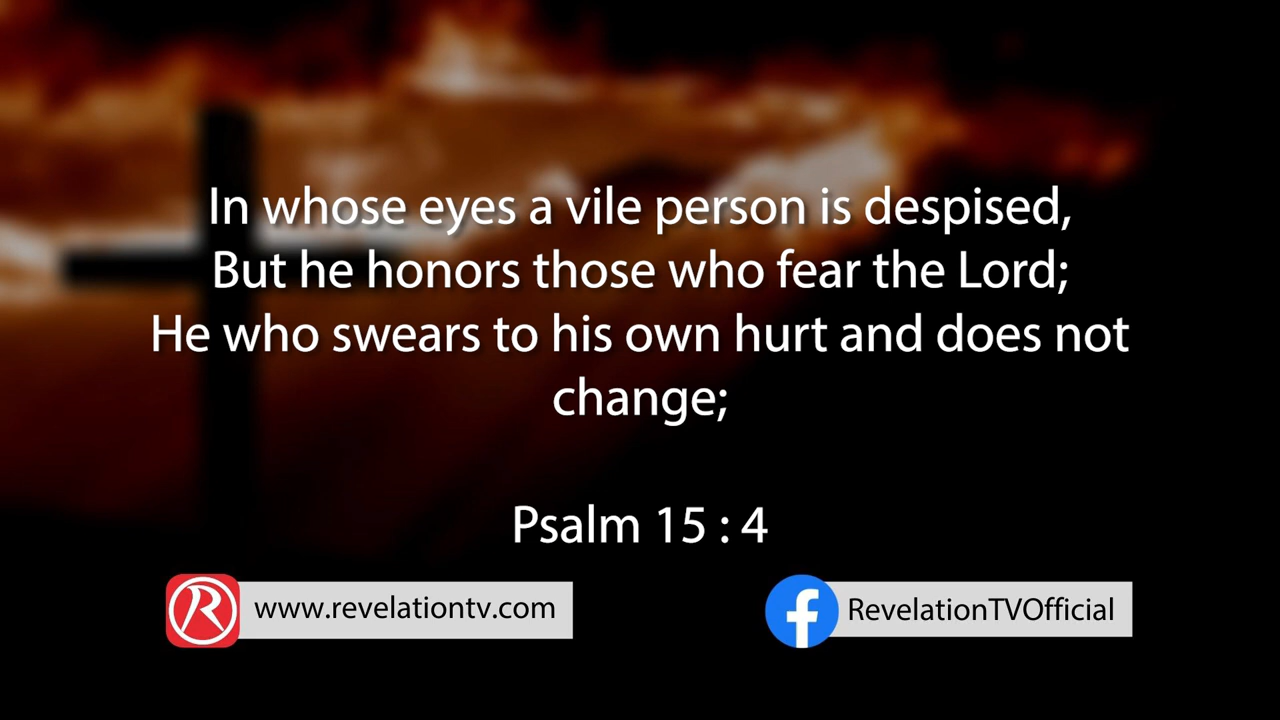 In whose eyes a vile person is despised,
But he honors those who fear the Lord;
He who swears to his own hurt and does not
change;
Psalm 15 : 4
www.revelationtv.com
RevelationTVOfficial